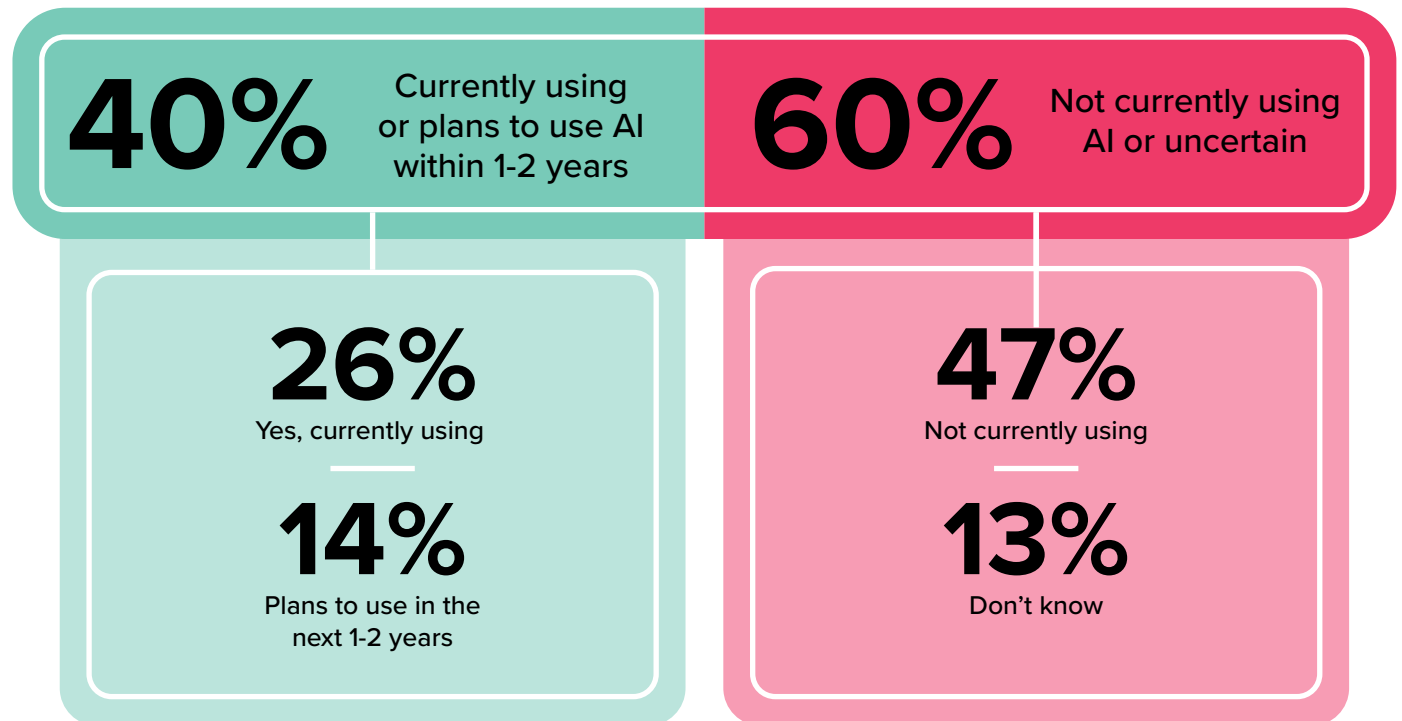 40%
Currently using
or plans to use AI
within 1-2 years
60%
Not currently using
AI or uncertain
26%
Yes, currently using
14%
Plans to use in the
next 1-2 years
47%
Not currently using
13%
Don’t know